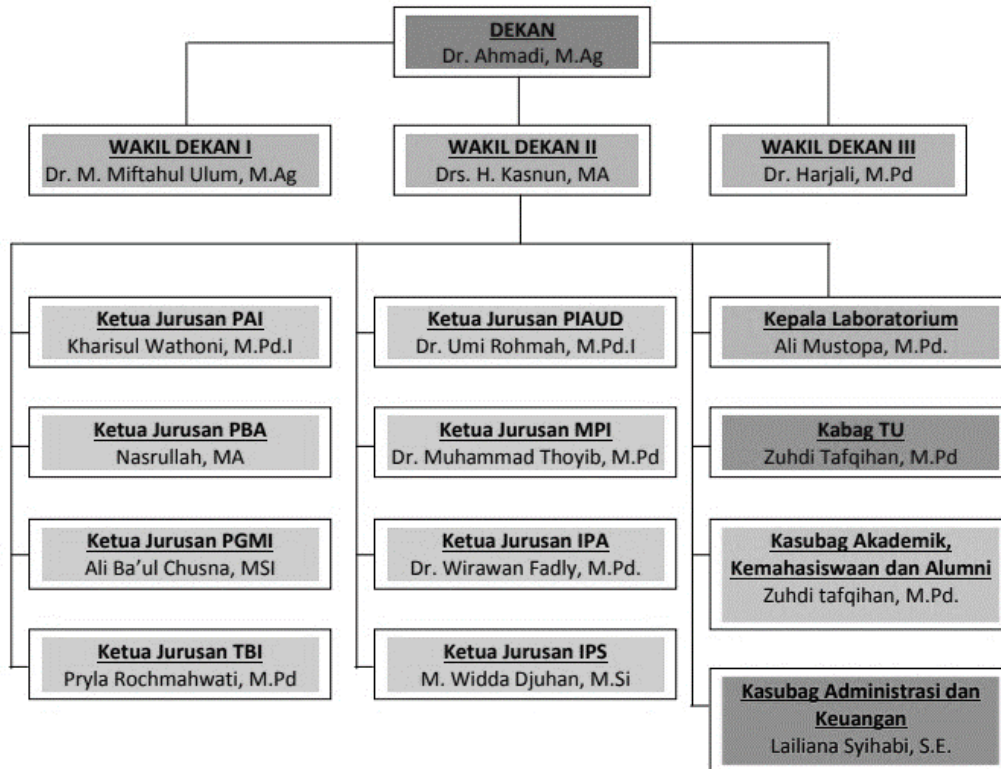 DEKAN
Dr. Ahmadi, M.Ag
WAKIL DEKAN I
Dr. M. Miftahul Ulum, M.Ag
WAKIL DEKAN II
Drs. H. Kasnun, MA
WAKIL DEKAN III
Dr. Harjali, M.Pd
Ketua Jurusan PAI
Kharisul Wathoni, M.Pd.I
Ketua Jurusan PIAUD
Dr. Umi Rohmah, M.Pd.I
Kepala Laboratorium
Ali Mustopa, M.Pd.
Ketua Jurusan PBA
Nasrullah, MA
Ketua Jurusan MPI
Dr. Muhammad Thoyib, M.Pd
Kabag TU
Zuhdi Tafqihan, M.Pd
Ketua Jurusan PGMI
Ali Ba’ul Chusna, MSI
Ketua Jurusan IPA
Dr. Wirawan Fadly, M.Pd.
Kasubag Akademik,
Kemahasiswaan dan Alumni
Zuhdi tafqihan, M.Pd.
Ketua Jurusan TBI
Pryla Rochmahwati, M.Pd
Ketua Jurusan IPS
M. Widda Djuhan, M.Si
Kasubag Administrasi dan
Keuangan
Lailiana Syihabi, S.E.